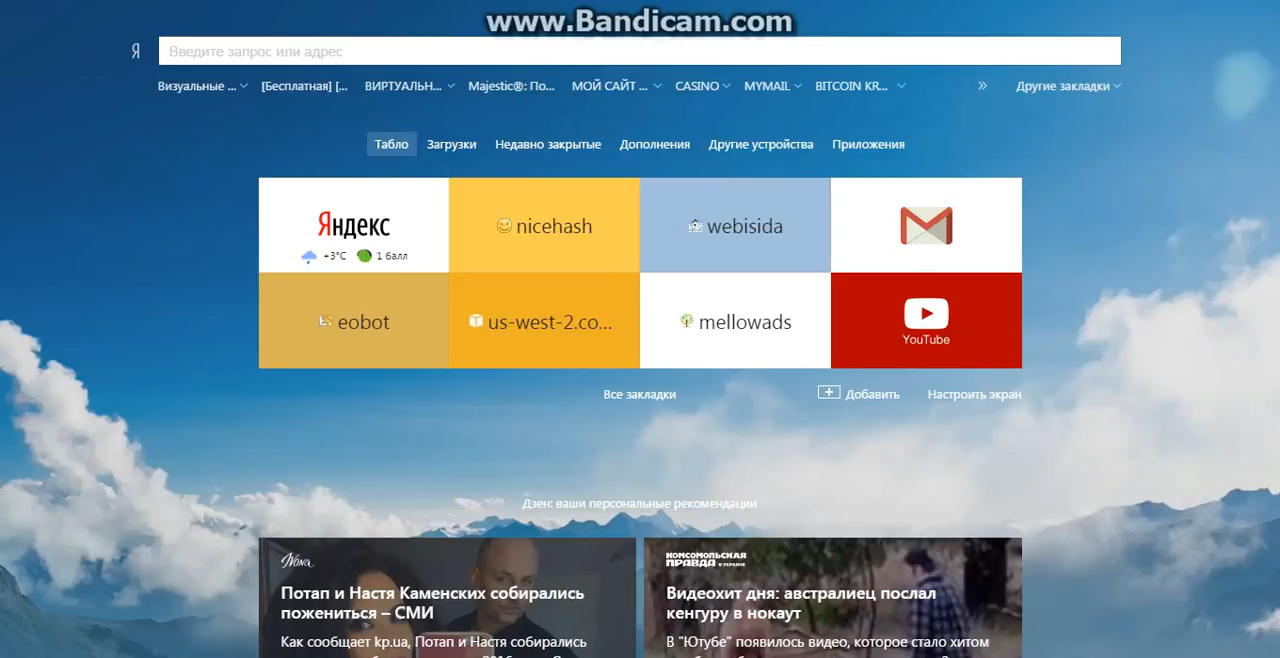 www.Bandicam.com
Я Введите запрос или адрес
Визуальные ... [Бесплатная] [... ВИРТУАЛЬН... Majestic®: По... МОЙ САЙТ ... CASINO MYMAIL BITCOIN KR... » Другие закладки
Табло Загрузки Недавно закрытые Дополнения Другие устройства Приложения
Яндекс
+3°C 1 балл
nicehash
webisida
eobot
us-west-2.co...
mellowads
YouTube
Все закладки Добавить Настроить экран
Дзен: ваши персональные рекомендации
Wona
Потап и Настя Каменских собирались
пожениться – СМИ
Как сообщает kp.ua, Потап и Настя собирались
КОМСОМОЛЬСКАЯ
ПРАВДА В УКРАИНЕ
Видеохит дня: австралиец послал
кенгуру в нокаут
В "Ютубе" появилось видео, которое стало хитом